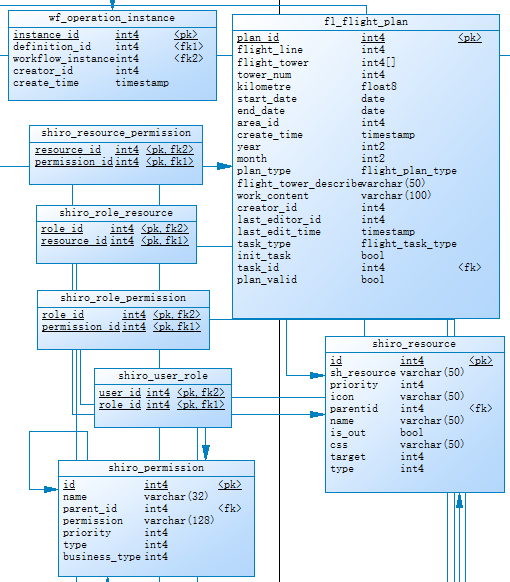 wf_operation_instance
instance_id int4 <pk>
definition_id int4 <fk1>
workflow_instance int4 <fk2>
creator_id int4
create_time timestamp
fl_flight_plan
plan_id int4 <pk>
flight_line int4
flight_tower int4[]
tower_num int4
kilometre float8
start_date date
end_date date
area_id int4
create_time timestamp
year int2
month int2
plan_type flight_plan_type
flight_tower_describe varchar(50)
work_content varchar(100)
creator_id int4
last_editor_id int4
last_edit_time timestamp
task_type flight_task_type
init_task bool
task_id int4 <fk>
plan_valid bool
shiro_resource_permission
resource_id int4 <pk,fk2>
permission_id int4 <pk,fk1>
shiro_role_resource
role_id int4 <pk,fk2>
resource_id int4 <pk,fk1>
shiro_role_permission
role_id int4 <pk,fk2>
permission_id int4 <pk,fk1>
shiro_user_role
user_id int4 <pk,fk2>
role_id int4 <pk,fk1>
shiro_resource
id int4 <pk>
sh_resource varchar(50)
priority int4
icon varchar(50)
parentid int4 <fk>
name varchar(50)
is_out bool
css varchar(50)
target int4
type int4
shiro_permission
id int4 <pk>
name varchar(32)
parent_id int4 <fk>
permission varchar(128)
priority int4
type int4
business_type int4